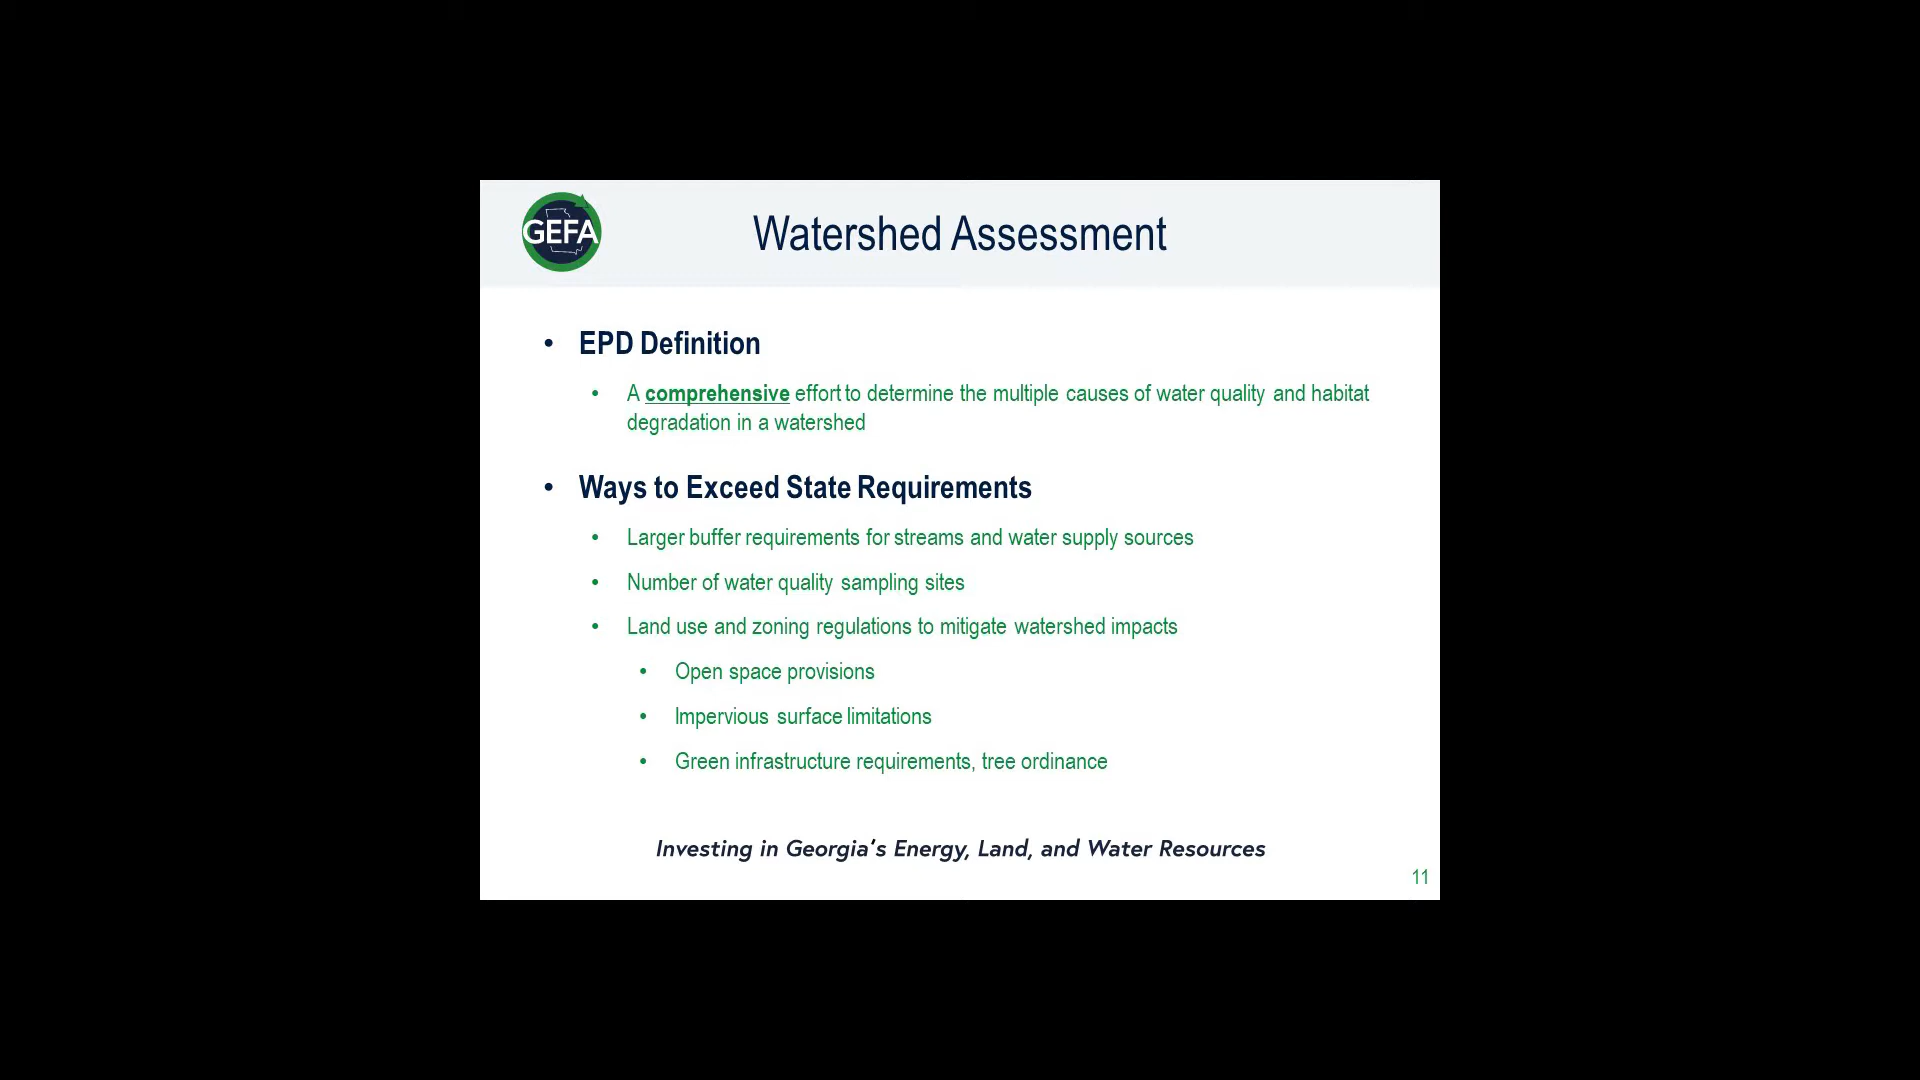 GEFA
Watershed Assessment
• EPD Definition
• A comprehensive effort to determine the multiple causes of water quality and habitat
degradation in a watershed
• Ways to Exceed State Requirements
• Larger buffer requirements for streams and water supply sources
• Number of water quality sampling sites
• Land use and zoning regulations to mitigate watershed impacts
• Open space provisions
• Impervious surface limitations
• Green infrastructure requirements, tree ordinance
Investing in Georgia's Energy, Land, and Water Resources
11